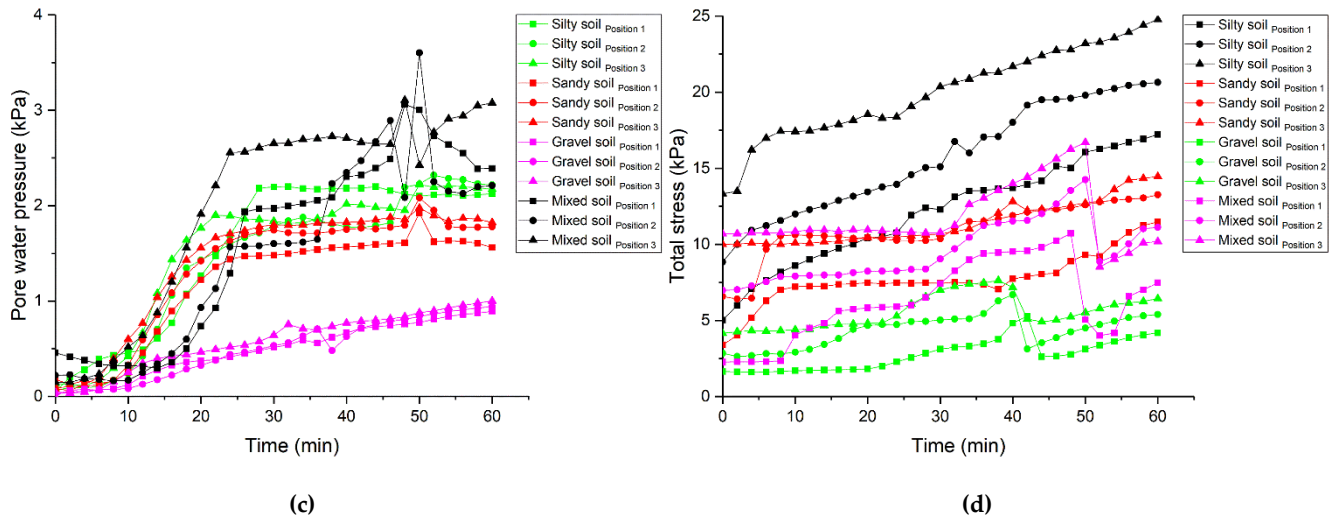 Pore water pressure (kPa)
4
3
2
1
0
0 10 20 30 40 50 60
Time (min)
Silty soil Position 1
Silty soil Position 2
Silty soil Position 3
Sandy soil Position 1
Sandy soil Position 2
Sandy soil Position 3
Gravel soil Position 1
Gravel soil Position 2
Gravel soil Position 3
Mixed soil Position 1
Mixed soil Position 2
Mixed soil Position 3
(c)
Total stress (kPa)
25
20
15
10
5
0
0 10 20 30 40 50 60
Time (min)
Silty soil Position 1
Silty soil Position 2
Silty soil Position 3
Sandy soil Position 1
Sandy soil Position 2
Sandy soil Position 3
Gravel soil Position 1
Gravel soil Position 2
Gravel soil Position 3
Mixed soil Position 1
Mixed soil Position 2
Mixed soil Position 3
(d)